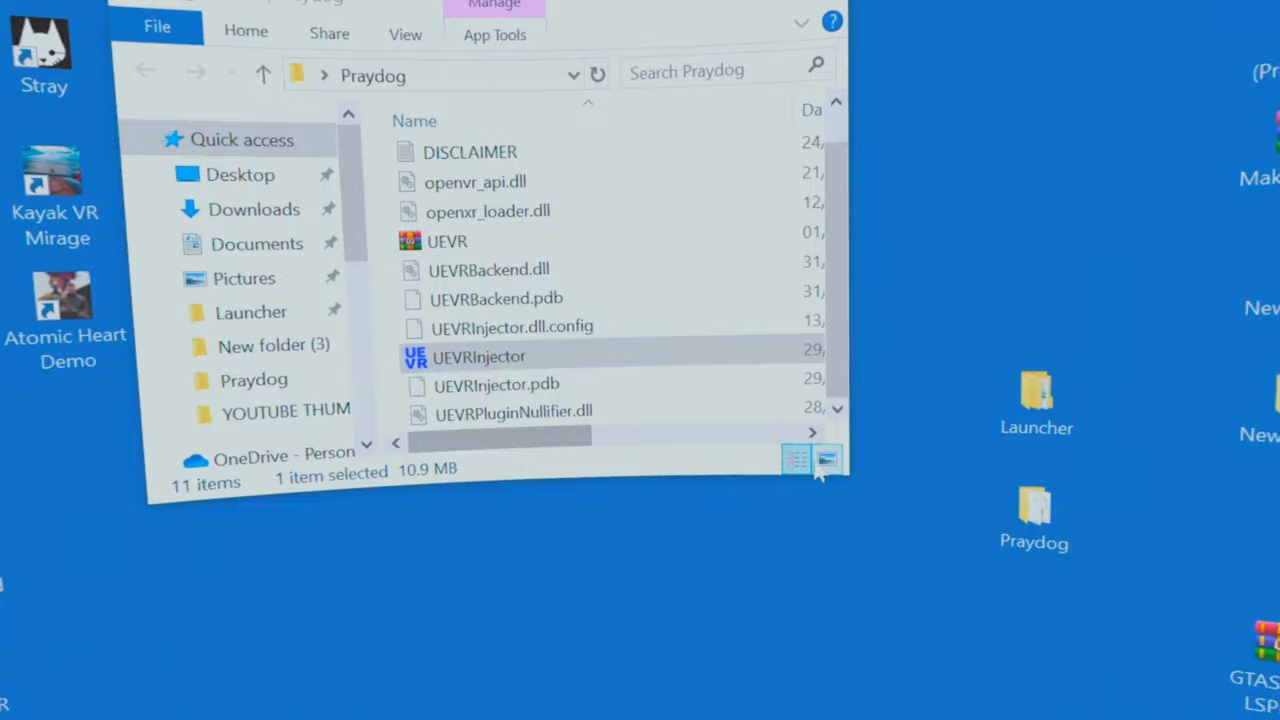 Manage
File
Home
Share
View
App Tools
Praydog
Search Praydog
Stray
Name
Da
Quick access
DISCLAIMER
24,
Desktop
openvr_api.dll
21,
Downloads
openxr_loader.dll
12,
Kayak VR
Mirage
Documents
UEVR
01,
Pictures
UEVRBackend.dll
31,
Launcher
UEVRBackend.pdb
31,
Atomic Heart
Demo
New folder (3)
UEVRInjector.dll.config
13,
Praydog
UE
VR
UEVRInjector
29,
YOUTUBE THUM
UEVRInjector.pdb
29,
UEVRPluginNullifier.dll
28,
OneDrive - Person
11 items
1 item selected
10.9 MB
Launcher
Praydog
(Pr
Mak
New
New
GTAS
LSP
R